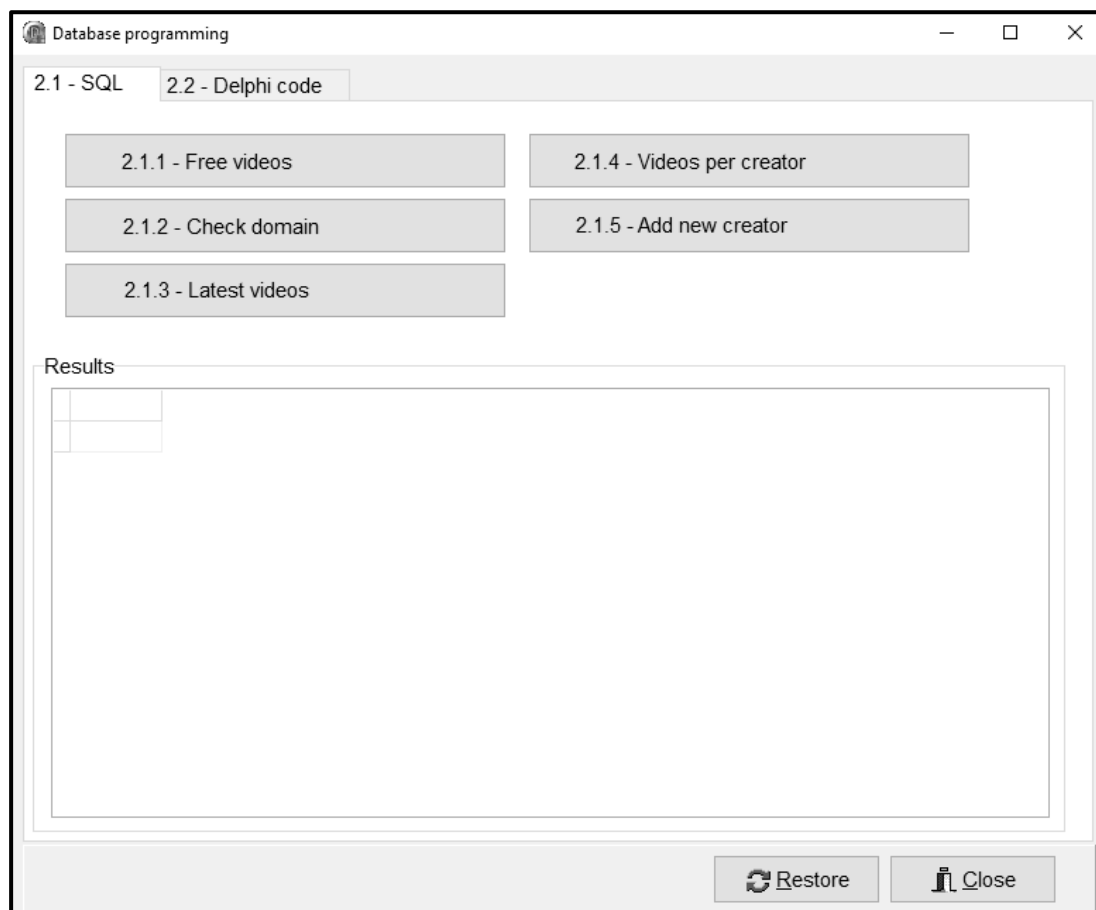 Database programming
2.1 - SQL
2.2 - Delphi code
2.1.1 - Free videos
2.1.4 - Videos per creator
2.1.2 - Check domain
2.1.5 - Add new creator
2.1.3 - Latest videos
Results
Restore
Close